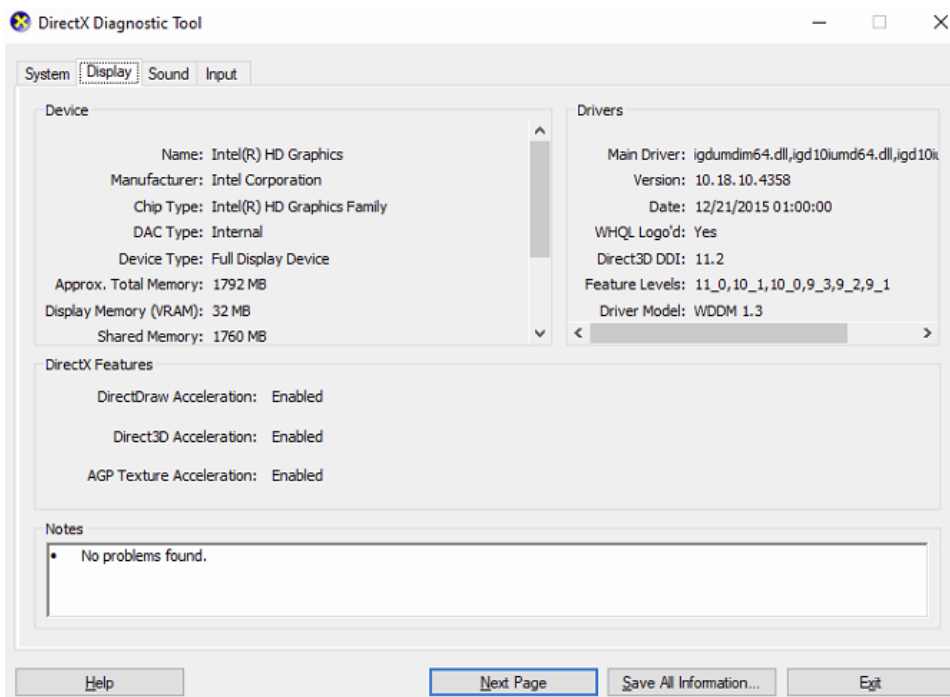 DirectX Diagnostic Tool
System Display Sound Input
Device
Name: Intel(R) HD Graphics
Manufacturer: Intel Corporation
Chip Type: Intel(R) HD Graphics Family
DAC Type: Internal
Device Type: Full Display Device
Approx. Total Memory: 1792 MB
Display Memory (VRAM): 32 MB
Shared Memory: 1760 MB
Drivers
Main Driver: igdumdim64.dll,igd10iumd64.dll,igd10iu
Version: 10.18.10.4358
Date: 12/21/2015 01:00:00
WHQL Logo'd: Yes
Direct3D DDI: 11.2
Feature Levels: 11_0,10_1,10_0,9_3,9_2,9_1
Driver Model: WDDM 1.3
DirectX Features
DirectDraw Acceleration: Enabled
Direct3D Acceleration: Enabled
AGP Texture Acceleration: Enabled
Notes
• No problems found.
Help Next Page Save All Information... Exit